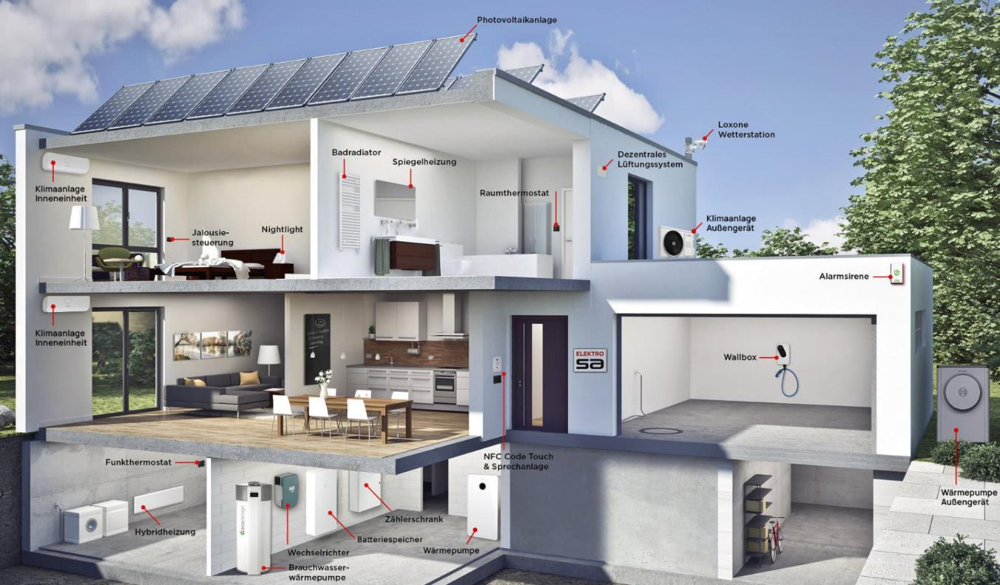 Photovoltaikanlage
Loxone
Wetterstation
Badradiator
Spiegelheizung
Dezentrales
Lüftungssystem
Klimaanlage
Inneneinheit
Raumthermostat
Jalousie-
steuerung
Nightlight
Klimaanlage
Außengerät
Alarmsirene
Klimaanlage
Inneneinheit
ELEKTRO
sa
Wallbox
NFC Code Touch
& Sprechanlage
Funkthermostat
Wärmepumpe
Außengerät
ecodesign
Hybridheizung
Zählerschrank
Batteriespeicher
Wärmepumpe
Wechselrichter
Brauchwasser-
wärmepumpe